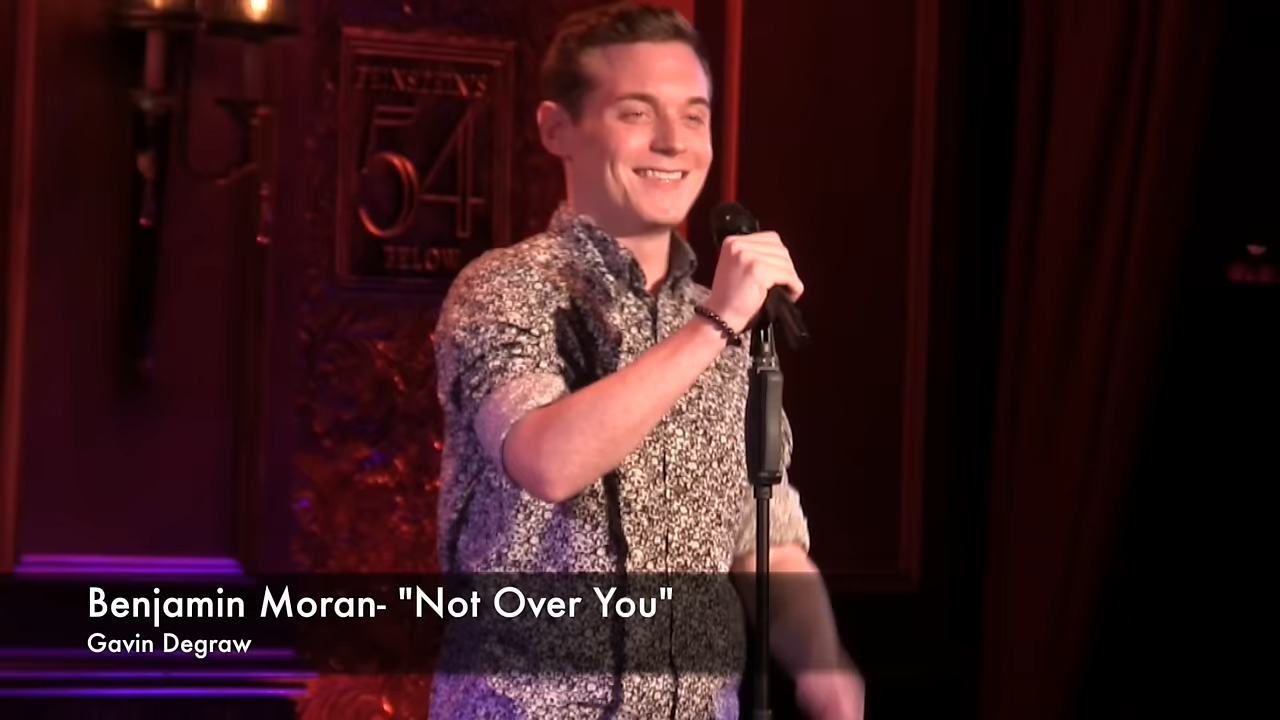 FEINSTEIN'S
54
BELOW
Benjamin Moran- "Not Over You"
Gavin Degraw